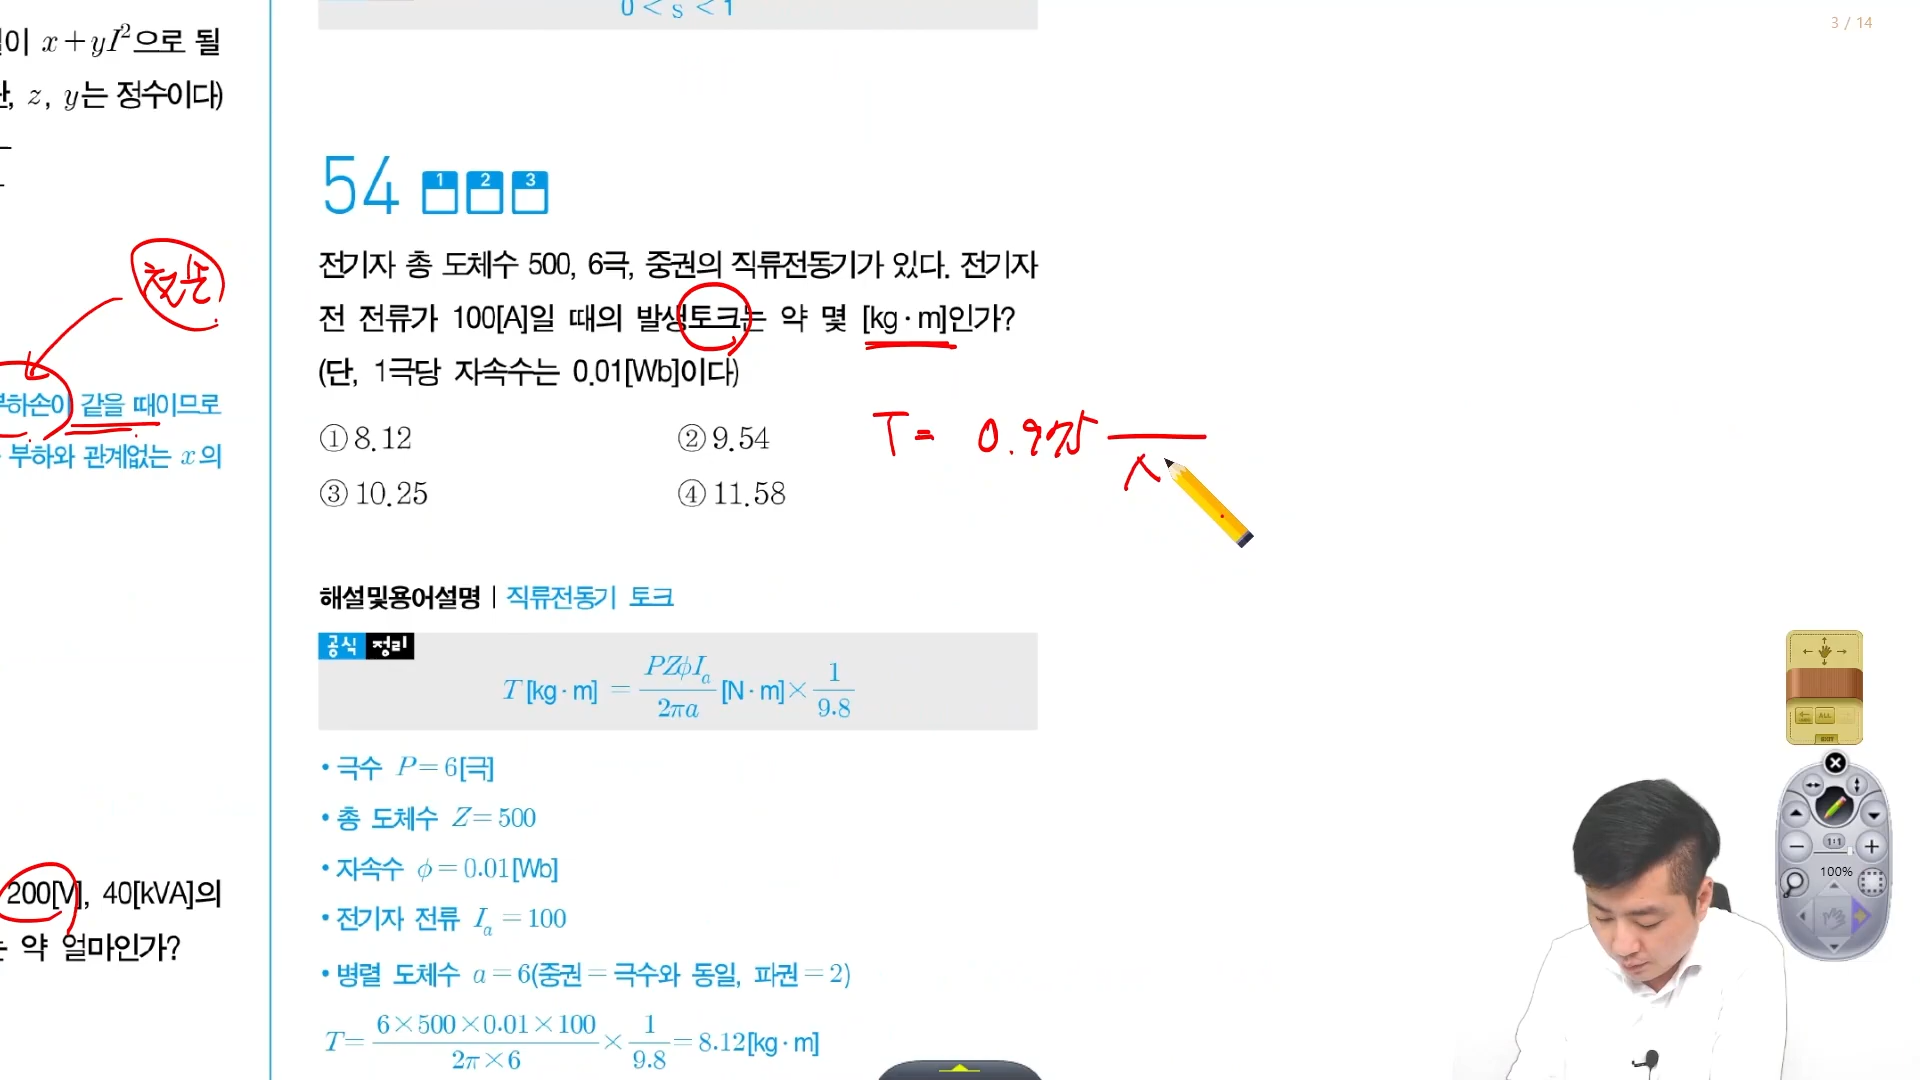 3 / 14
x+yI²으로 될
z, y는 정수이다)
철손
부하손이 같을 때이므로
부하와 관계없는 x의
200[V], 40[kVA]의
약 얼마인가?
0 < s < 1
54 1 2 3
전기자 총 도체수 500, 6극, 중권의 직류전동기가 있다. 전기자
전 전류가 100[A]일 때의 발생토크는 약 몇 [kg·m]인가?
(단, 1극당 자속수는 0.01[Wb]이다)
① 8.12 ② 9.54
③ 10.25 ④ 11.58
T = 0.975
해설및용어설명 | 직류전동기 토크
공식 정리
T[kg·m] = PZϕIa / 2πa [N·m] × 1 / 9.8
• 극수 P=6[극]
• 총 도체수 Z=500
• 자속수 ϕ=0.01[Wb]
• 전기자 전류 Ia=100
• 병렬 도체수 a=6(중권=극수와 동일, 파권=2)
T= 6×500×0.01×100 / 2π×6 × 1 / 9.8 =8.12[kg·m]
ALL
EXIT
1:1
100%